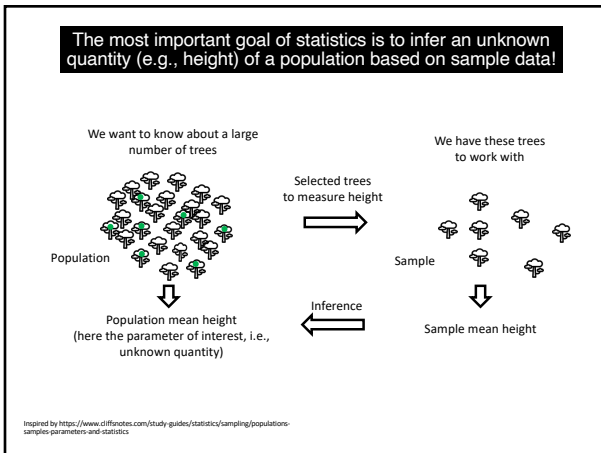 The most important goal of statistics is to infer an unknown
quantity (e.g., height) of a population based on sample data!
We want to know about a large
number of trees
We have these trees
to work with
Selected trees
to measure height
Population
Sample
Inference
Population mean height
(here the parameter of interest, i.e.,
unknown quantity)
Sample mean height
Inspired by https://www.cliffsnotes.com/study-guides/statistics/sampling/populations-
samples-parameters-and-statistics